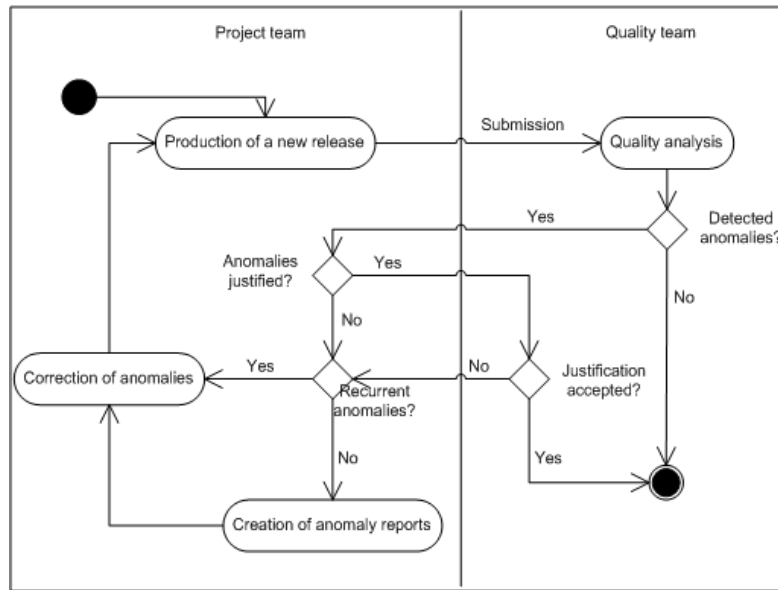 Project team
Quality team
Production of a new release
Submission
Quality analysis
Yes
Detected
anomalies?
Anomalies
justified?
Yes
No
No
Correction of anomalies
Yes
Recurrent
anomalies?
No
Justification
accepted?
No
Yes
Creation of anomaly reports